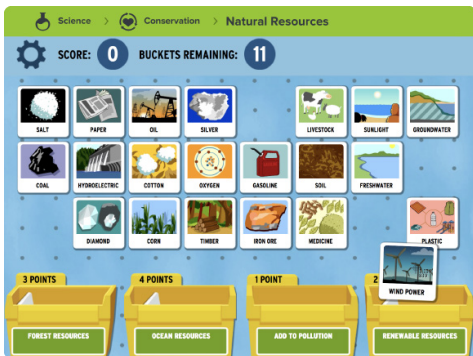 Science > Conservation > Natural Resources
SCORE: 0 BUCKETS REMAINING: 11
SALT PAPER OIL SILVER LIVESTOCK SUNLIGHT GROUNDWATER
COAL HYDROELECTRIC COTTON OXYGEN GASOLINE SOIL FRESHWATER
DIAMOND CORN TIMBER IRON ORE MEDICINE PLASTIC
WIND POWER
3 POINTS 4 POINTS 1 POINT 2
FOREST RESOURCES OCEAN RESOURCES ADD TO POLLUTION RENEWABLE RESOURCES